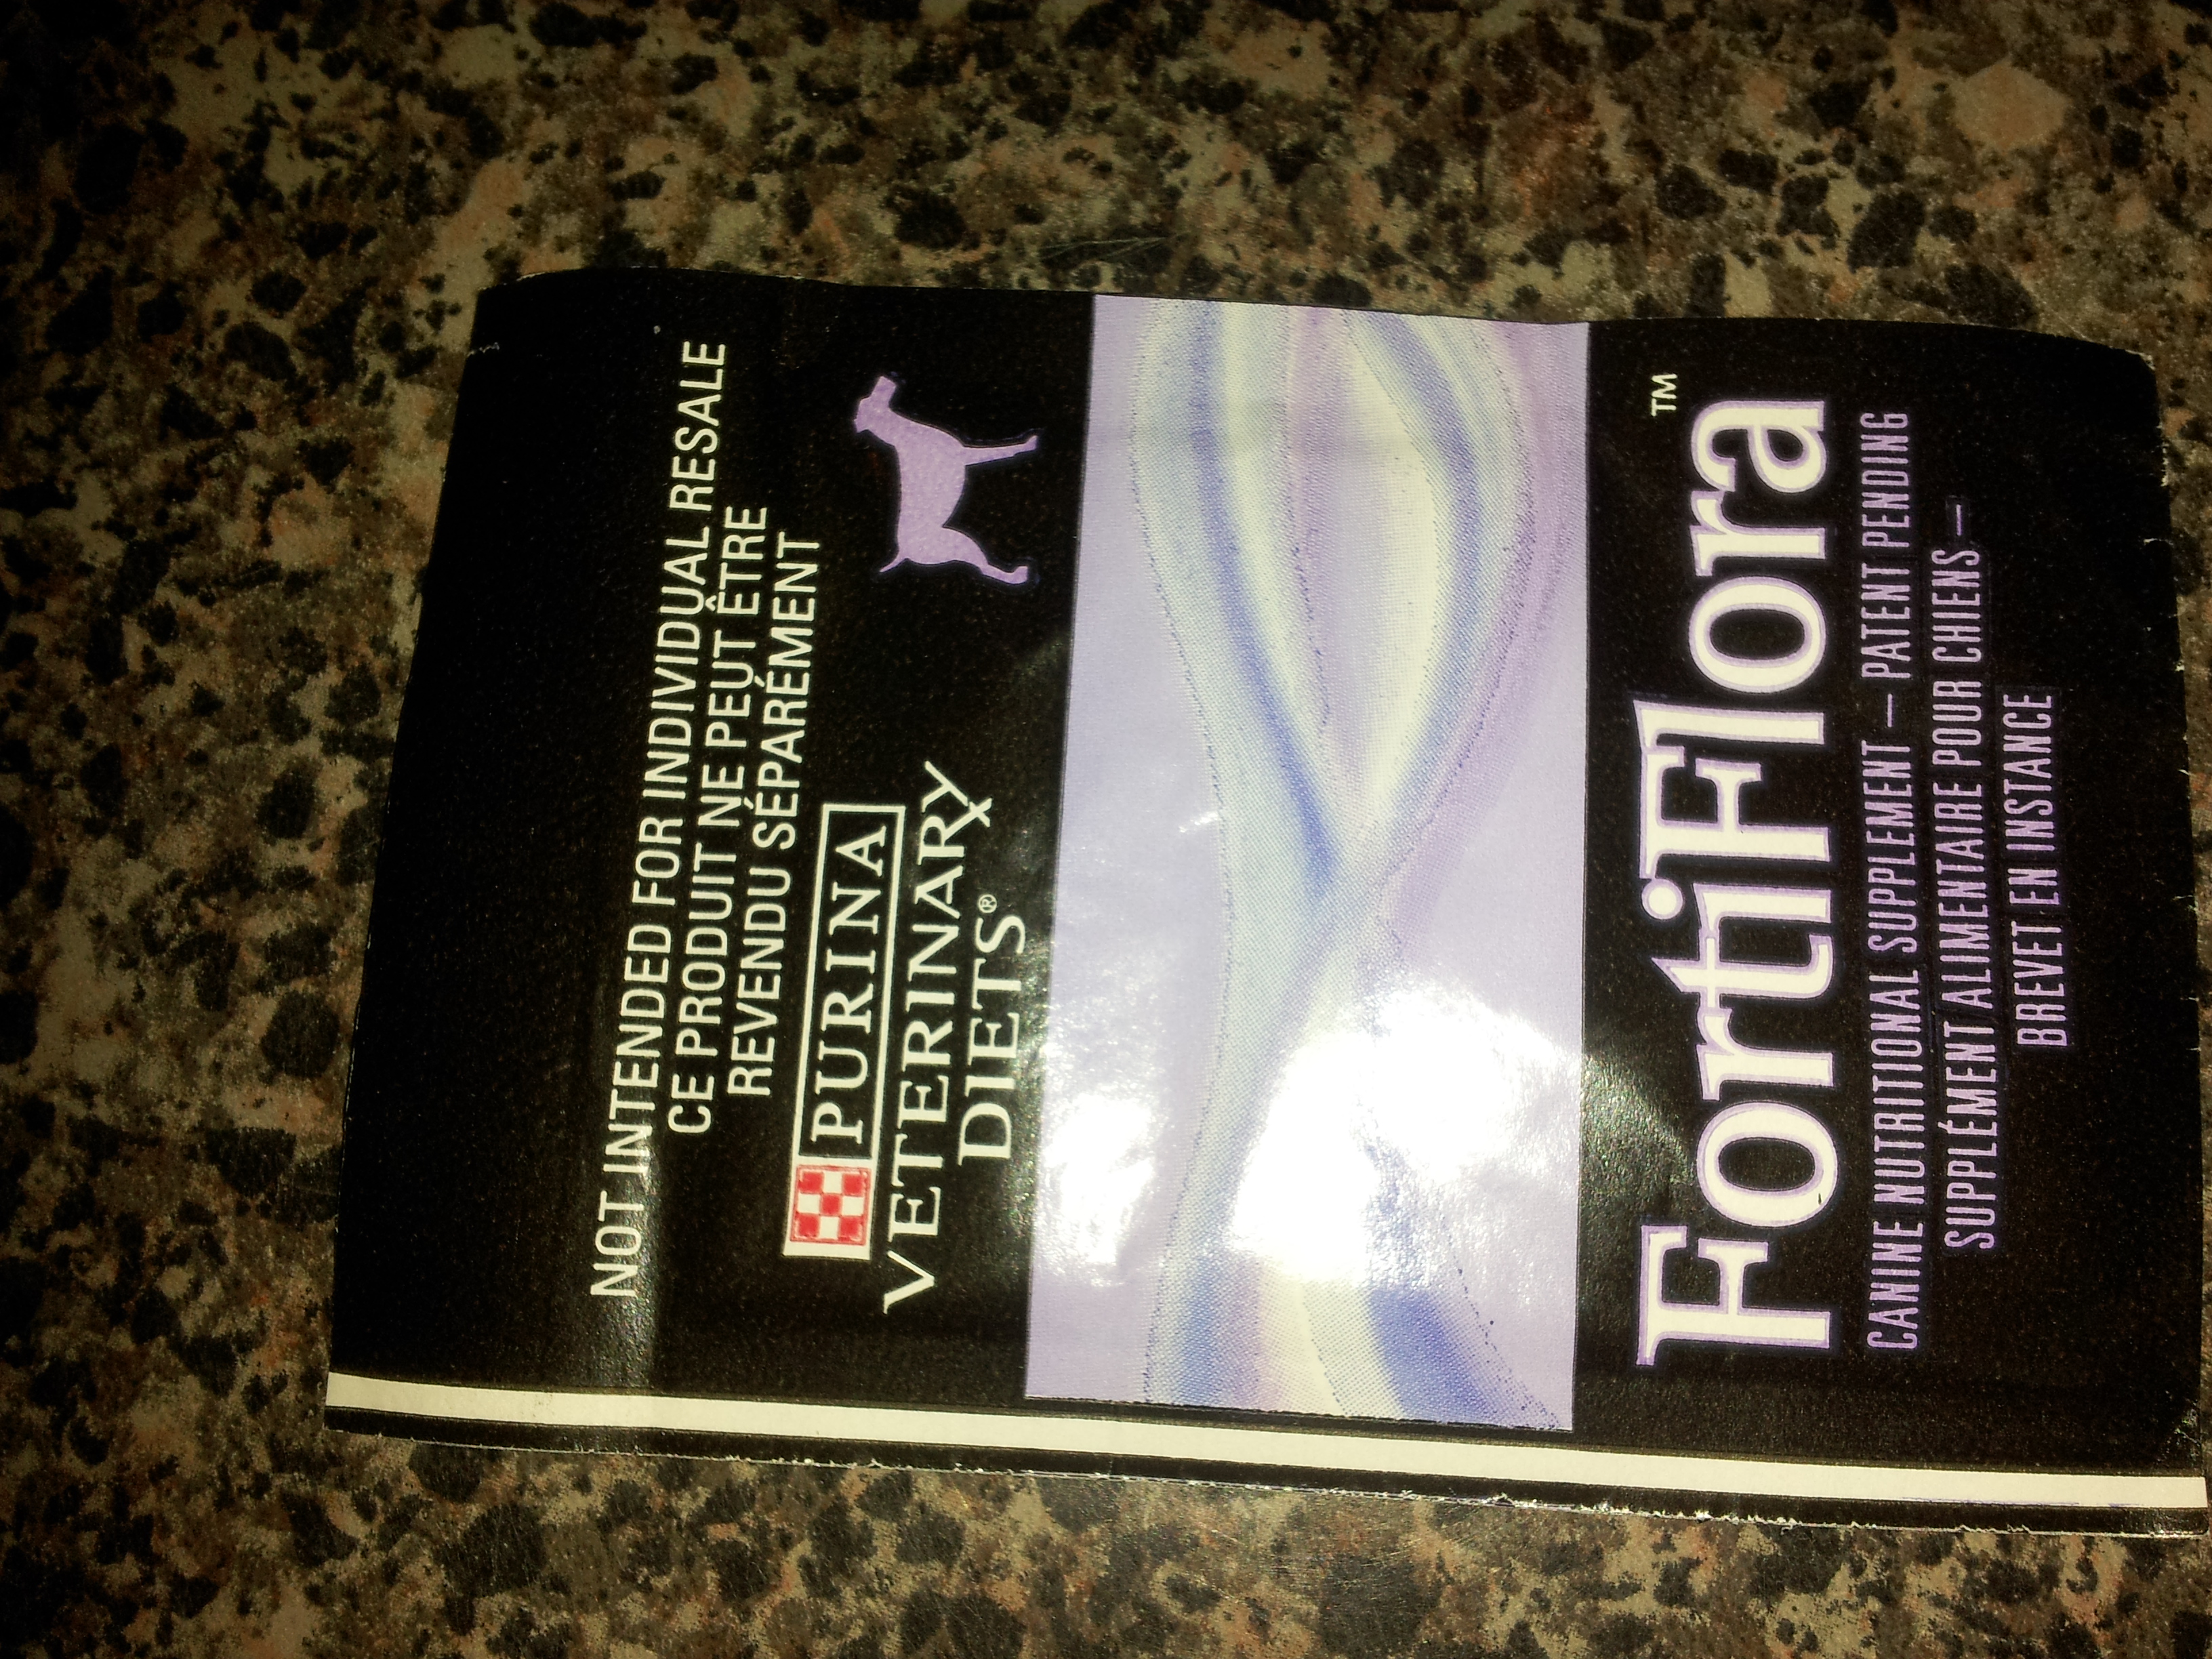 NOT INTENDED FOR INDIVIDUAL RESALE
CE PRODUIT NE PEUT ÊTRE
REVENDU SÉPARÉMENT
PURINA
VETERINARY
DIETS®
FortiFlora™
CANINE NUTRITIONAL SUPPLEMENT – PATENT PENDING
SUPPLÉMENT ALIMENTAIRE POUR CHIENS –
BREVET EN INSTANCE